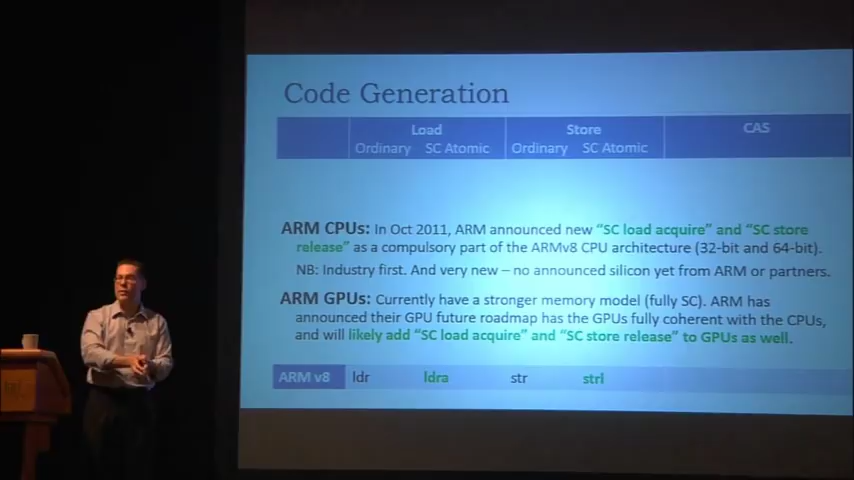 Code Generation
Load Store CAS
Ordinary SC Atomic Ordinary SC Atomic
ARM CPUs: In Oct 2011, ARM announced new “SC load acquire” and “SC store
release” as a compulsory part of the ARMv8 CPU architecture (32-bit and 64-bit).
NB: Industry first. And very new – no announced silicon yet from ARM or partners.
ARM GPUs: Currently have a stronger memory model (fully SC). ARM has
announced their GPU future roadmap has the GPUs fully coherent with the CPUs,
and will likely add “SC load acquire” and “SC store release” to GPUs as well.
ARM v8 ldr ldra str strl